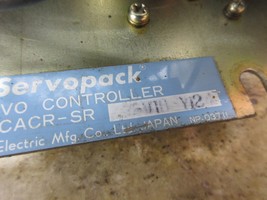 Servopack
VO CONTROLLER
CACR-SR
Electric Mfg. Co., Ltd. JAPAN